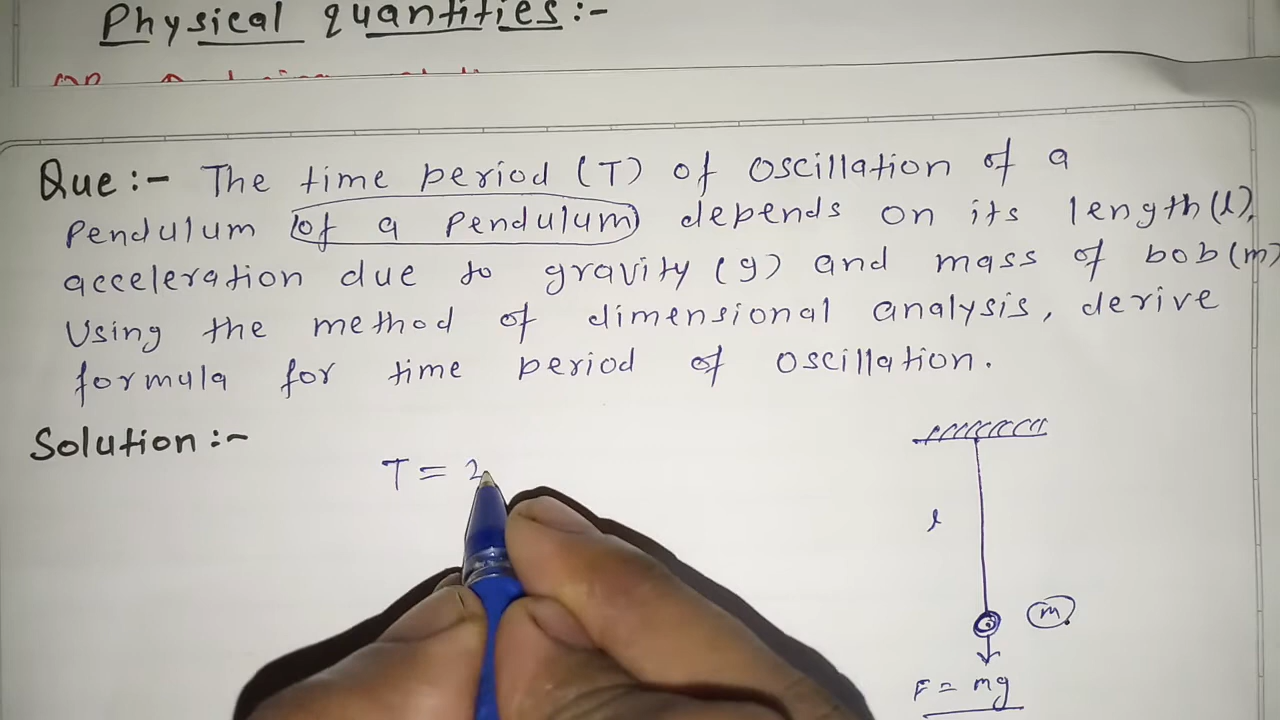 Physical quantities:-
Que:- The time period (T) of oscillation of a
Pendulum of a pendulum depends on its length(l),
acceleration due to gravity (g) and mass of bob(m)
Using the method of dimensional analysis, derive
formula for time period of oscillation.
Solution:-
T = 2
l
m
F = mg